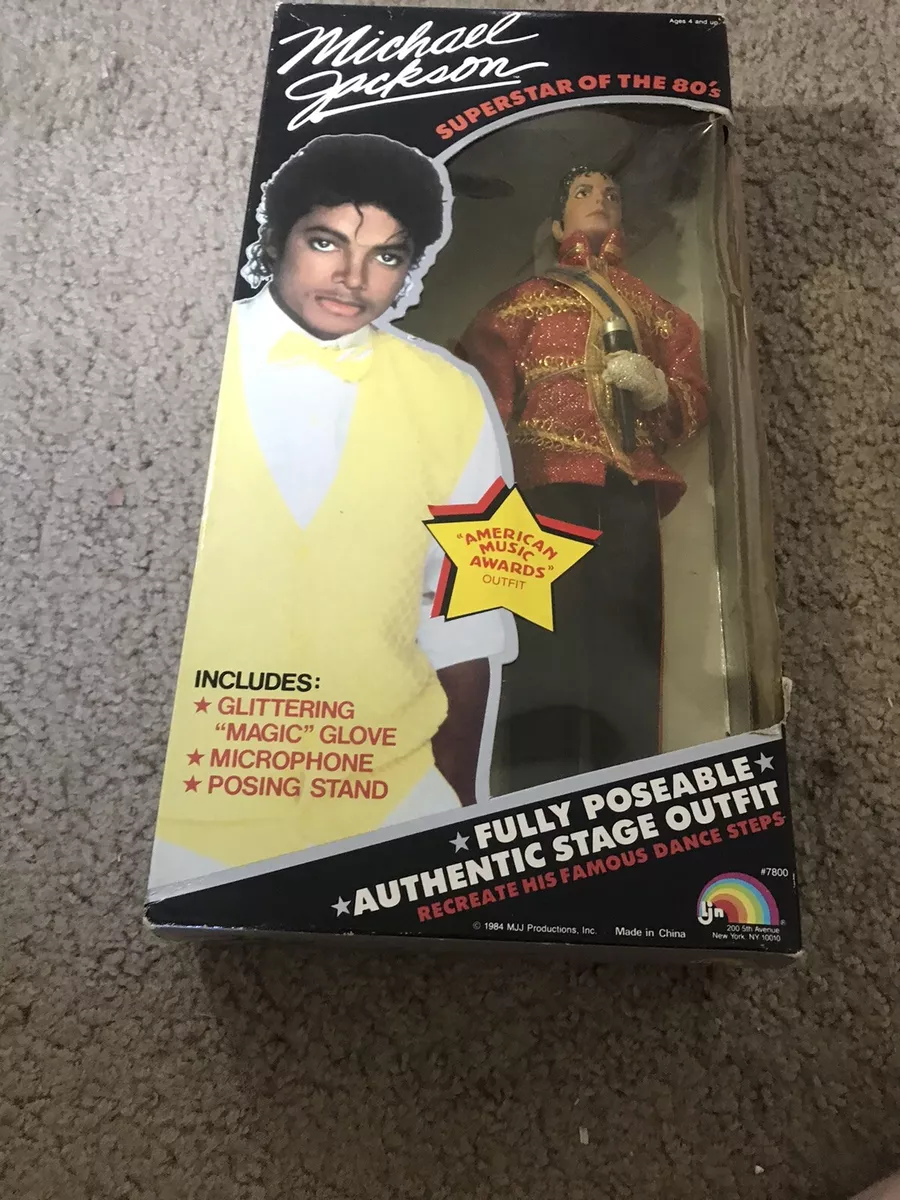 Michael
Jackson™
Ages 4 and up.
SUPERSTAR OF THE 80's
"AMERICAN
MUSIC
AWARDS"
OUTFIT
INCLUDES:
★ GLITTERING
"MAGIC" GLOVE
★ MICROPHONE
★ POSING STAND
★ FULLY POSEABLE ★
★ AUTHENTIC STAGE OUTFIT
RECREATE HIS FAMOUS DANCE STEPS
#7800
© 1984 MJJ Productions, Inc. Made in China
ljn®
200 5th Avenue
New York, NY 10010